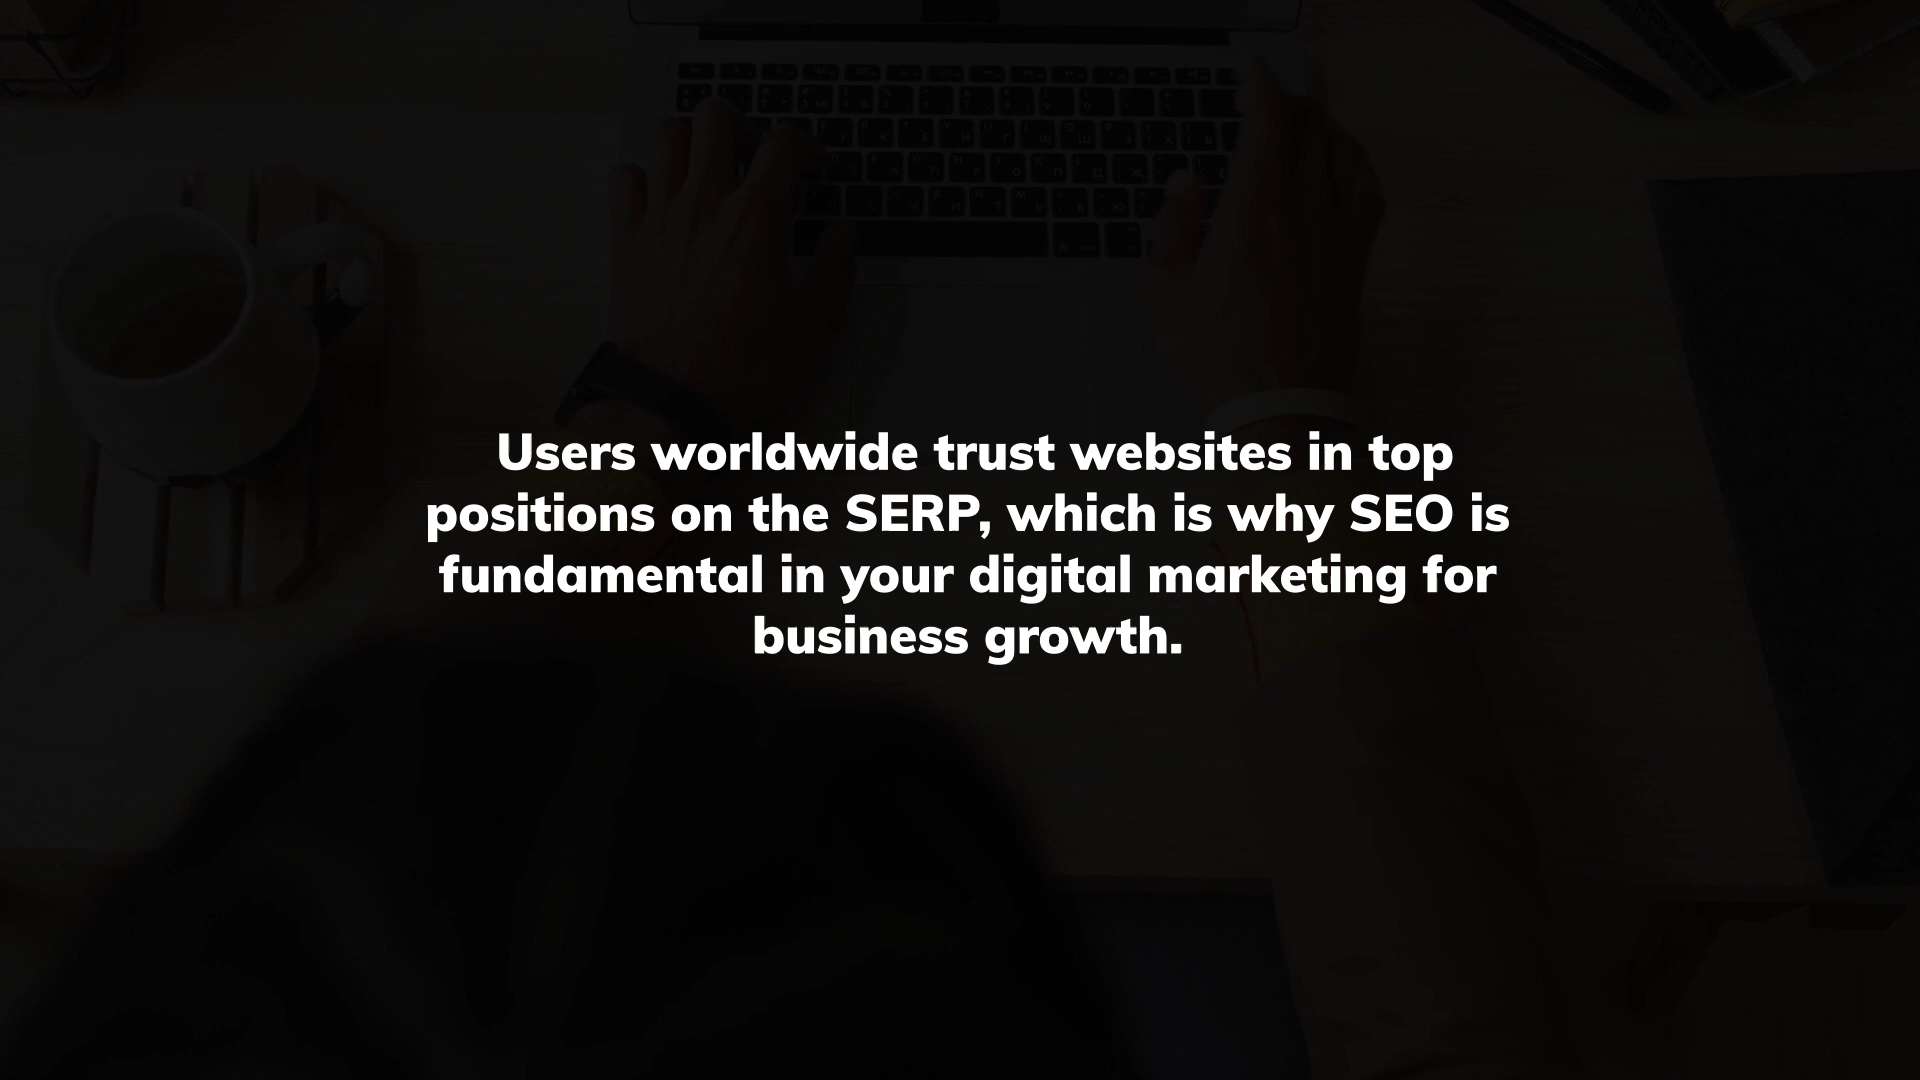 Users worldwide trust websites in top
positions on the SERP, which is why SEO is
fundamental in your digital marketing for
business growth.